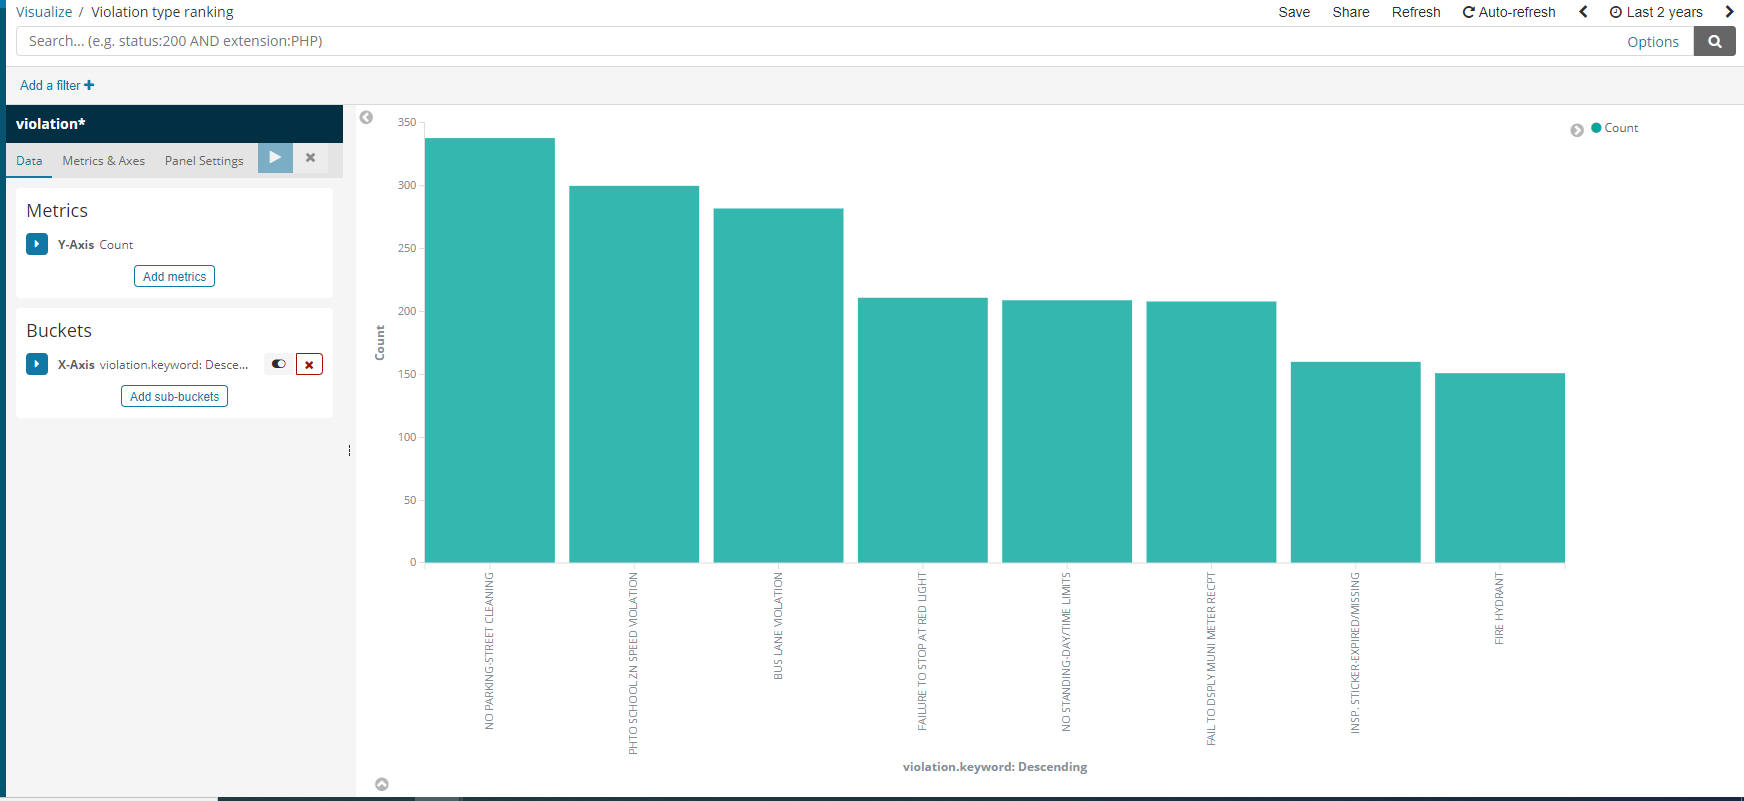 Visualize / Violation type ranking
Save Share Refresh Auto-refresh Last 2 years
Search... (e.g. status:200 AND extension:PHP)
Options
Add a filter
violation*
Data Metrics & Axes Panel Settings
Metrics
Y-Axis Count
Add metrics
Buckets
X-Axis violation.keyword: Desce...
Add sub-buckets
Count
350
300
250
200
150
100
50
0
Count
NO PARKING-STREET CLEANING
PHTO SCHOOL ZN SPEED VIOLATION
BUS LANE VIOLATION
FAILURE TO STOP AT RED LIGHT
NO STANDING-DAY/TIME LIMITS
FAIL TO DSPLY MUNI METER RECPT
INSP. STICKER-EXPIRED/MISSING
FIRE HYDRANT
violation.keyword: Descending